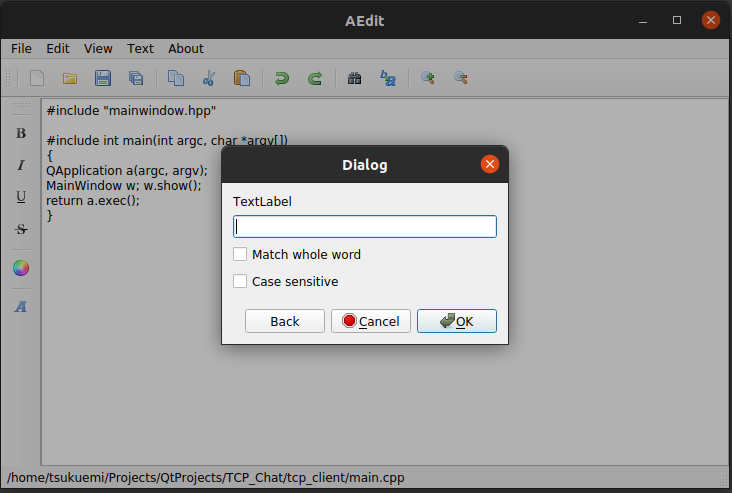 AEdit
File Edit View Text About
#include "mainwindow.hpp"
#include int main(int argc, char *argv[])
{
QApplication a(argc, argv);
MainWindow w; w.show();
return a.exec();
}
B
I
U
S
A
Dialog
TextLabel
Match whole word
Case sensitive
Back Cancel OK
/home/tsukuemi/Projects/QtProjects/TCP_Chat/tcp_client/main.cpp